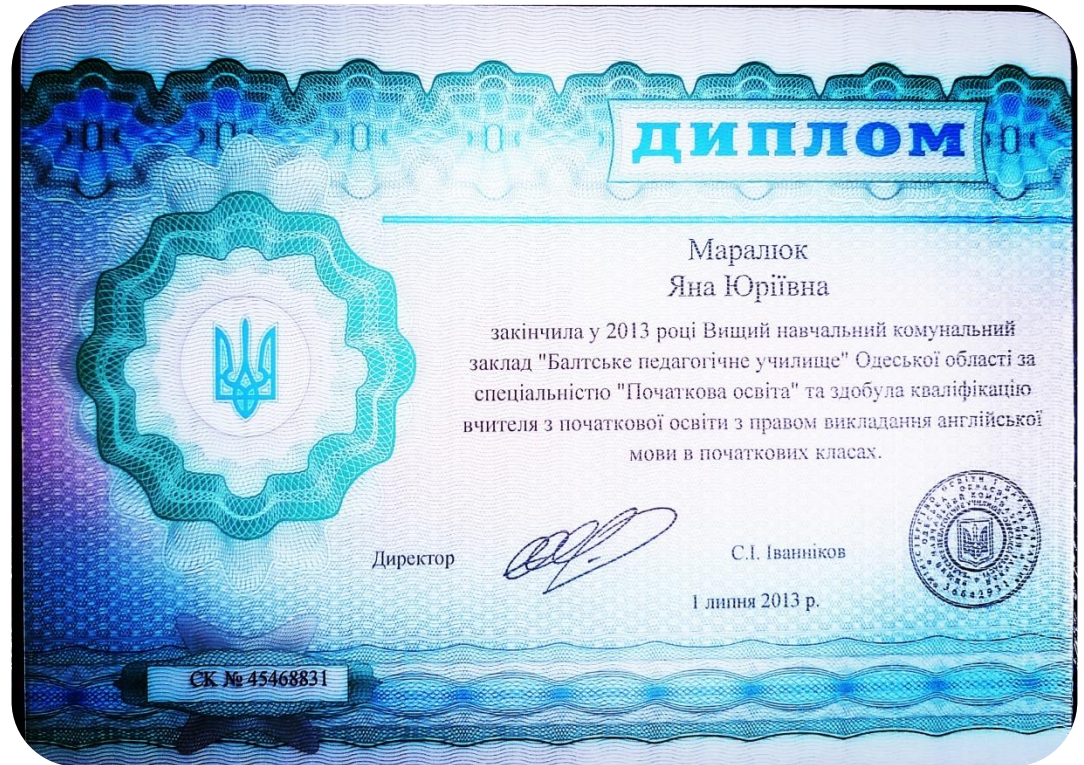 ДИПЛОМ
Маралюк
Яна Юріївна
закінчила у 2013 році Вищий навчальний комунальний
заклад "Балтське педагогічне училище" Одеської області за
спеціальністю "Початкова освіта" та здобула кваліфікацію
вчителя з початкової освіти з правом викладання англійської
мови в початкових класах.
Директор
С.І. Іванніков
1 липня 2013 р.
СК № 45468831